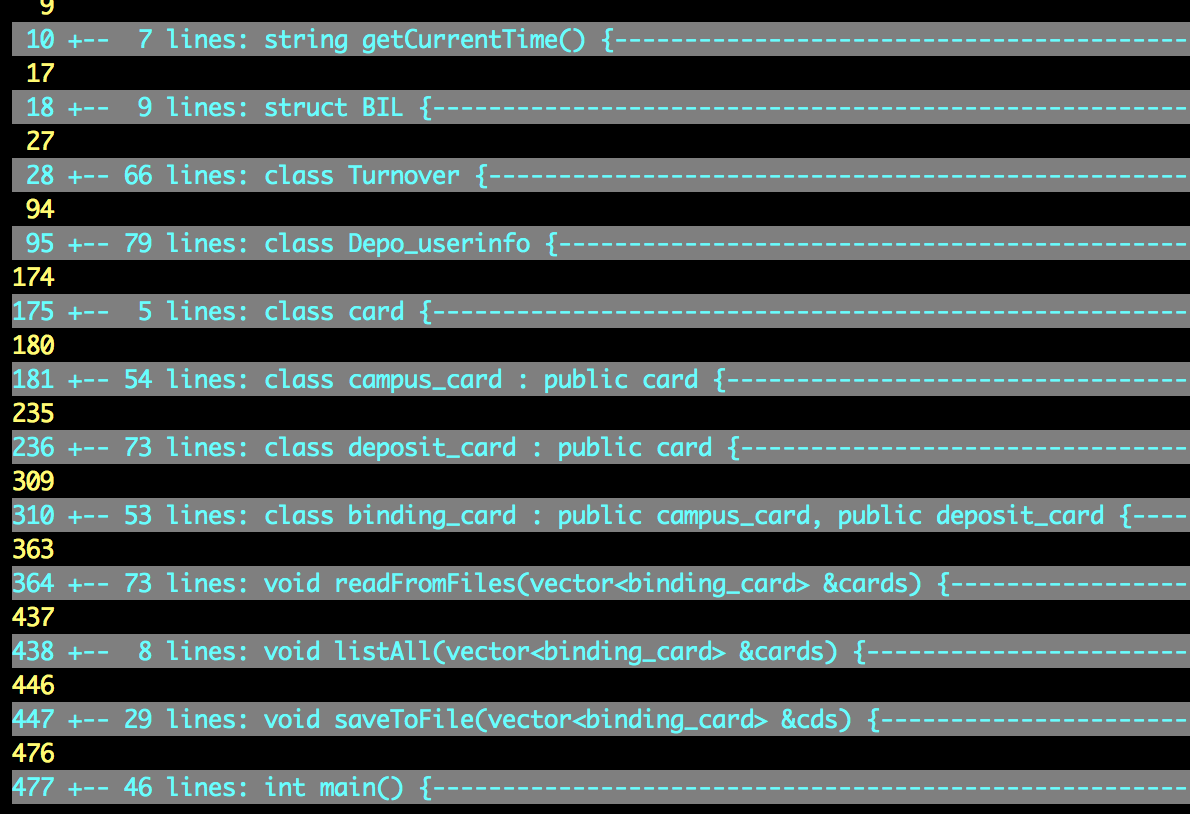 9
10 +--  7 lines: string getCurrentTime() {-----------------------------------------
17
18 +--  9 lines: struct BIL {------------------------------------------------------
27
28 +-- 66 lines: class Turnover {--------------------------------------------------
94
95 +-- 79 lines: class Depo_userinfo {---------------------------------------------
174
175 +--  5 lines: class card {------------------------------------------------------
180
181 +-- 54 lines: class campus_card : public card {---------------------------------
235
236 +-- 73 lines: class deposit_card : public card {--------------------------------
309
310 +-- 53 lines: class binding_card : public campus_card, public deposit_card {----
363
364 +-- 73 lines: void readFromFiles(vector<binding_card> &cards) {-----------------
437
438 +--  8 lines: void listAll(vector<binding_card> &cards) {-----------------------
446
447 +-- 29 lines: void saveToFile(vector<binding_card> &cds) {----------------------
476
477 +-- 46 lines: int main() {------------------------------------------------------